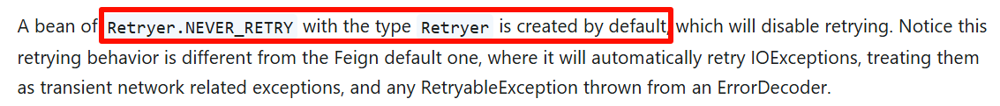 A bean of Retryer.NEVER_RETRY with the type Retryer is created by default, which will disable retrying. Notice this
retrying behavior is different from the Feign default one, where it will automatically retry IOExceptions, treating them
as transient network related exceptions, and any RetryableException thrown from an ErrorDecoder.